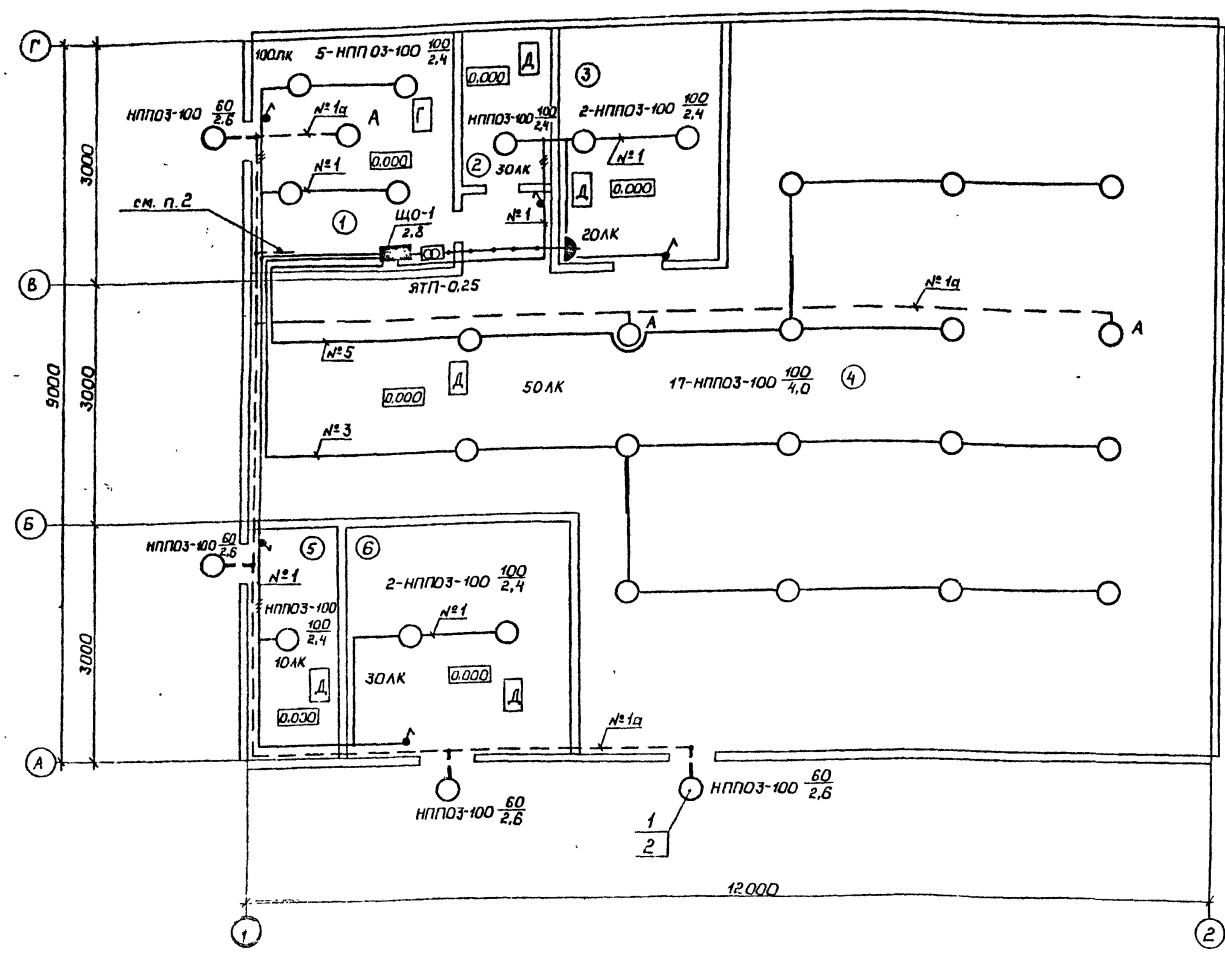 Г
100ЛК
5-НПП03-100 100/2,4
0.000
Д
3
НПП03-100 60/2.6
№1а
А
Г
НПП03-100 100/2,4
2-НПП03-100 100/2,4
0.000
№1
2
30ЛК
№1
Д
0.000
3000
см. п.2
1
ЩО-1
2,8
№1
20ЛК
В
ЯТП-0,25
№1а
А
А
№5
Д
0.000
50ЛК
17-НПП03-100 100/4,0
4
9000
3000
№3
Б
НПП03-100 60/2.6
5
6
№1
2-НПП03-100 100/2,4
НПП03-100
100/2,4
№1
10ЛК
30ЛК
0.000
Д
Д
0.000
3000
№1а
А
НПП03-100 60/2.6
НПП03-100 60/2,6
1
2
12000
1
2